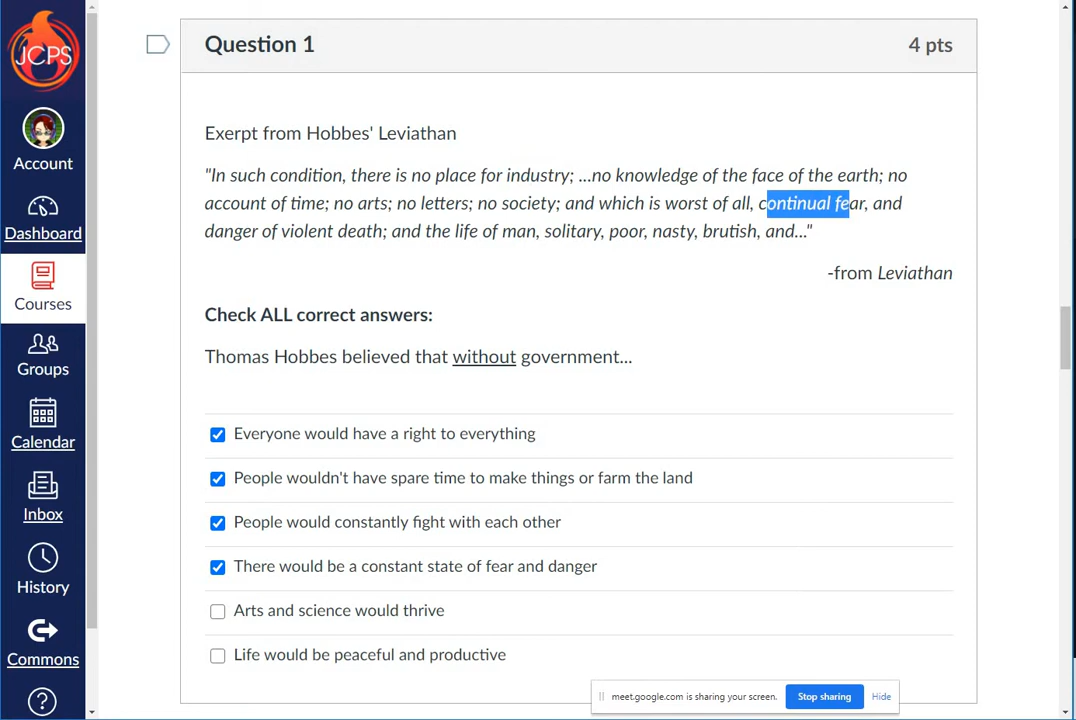 JCPS
Account
Dashboard
Courses
Groups
Calendar
Inbox
History
Commons
?
Question 1
4 pts
Exerpt from Hobbes' Leviathan
"In such condition, there is no place for industry; ...no knowledge of the face of the earth; no
account of time; no arts; no letters; no society; and which is worst of all, continual fear, and
danger of violent death; and the life of man, solitary, poor, nasty, brutish, and..."
-from Leviathan
Check ALL correct answers:
Thomas Hobbes believed that without government...
Everyone would have a right to everything
People wouldn't have spare time to make things or farm the land
People would constantly fight with each other
There would be a constant state of fear and danger
Arts and science would thrive
Life would be peaceful and productive
meet.google.com is sharing your screen.
Stop sharing
Hide